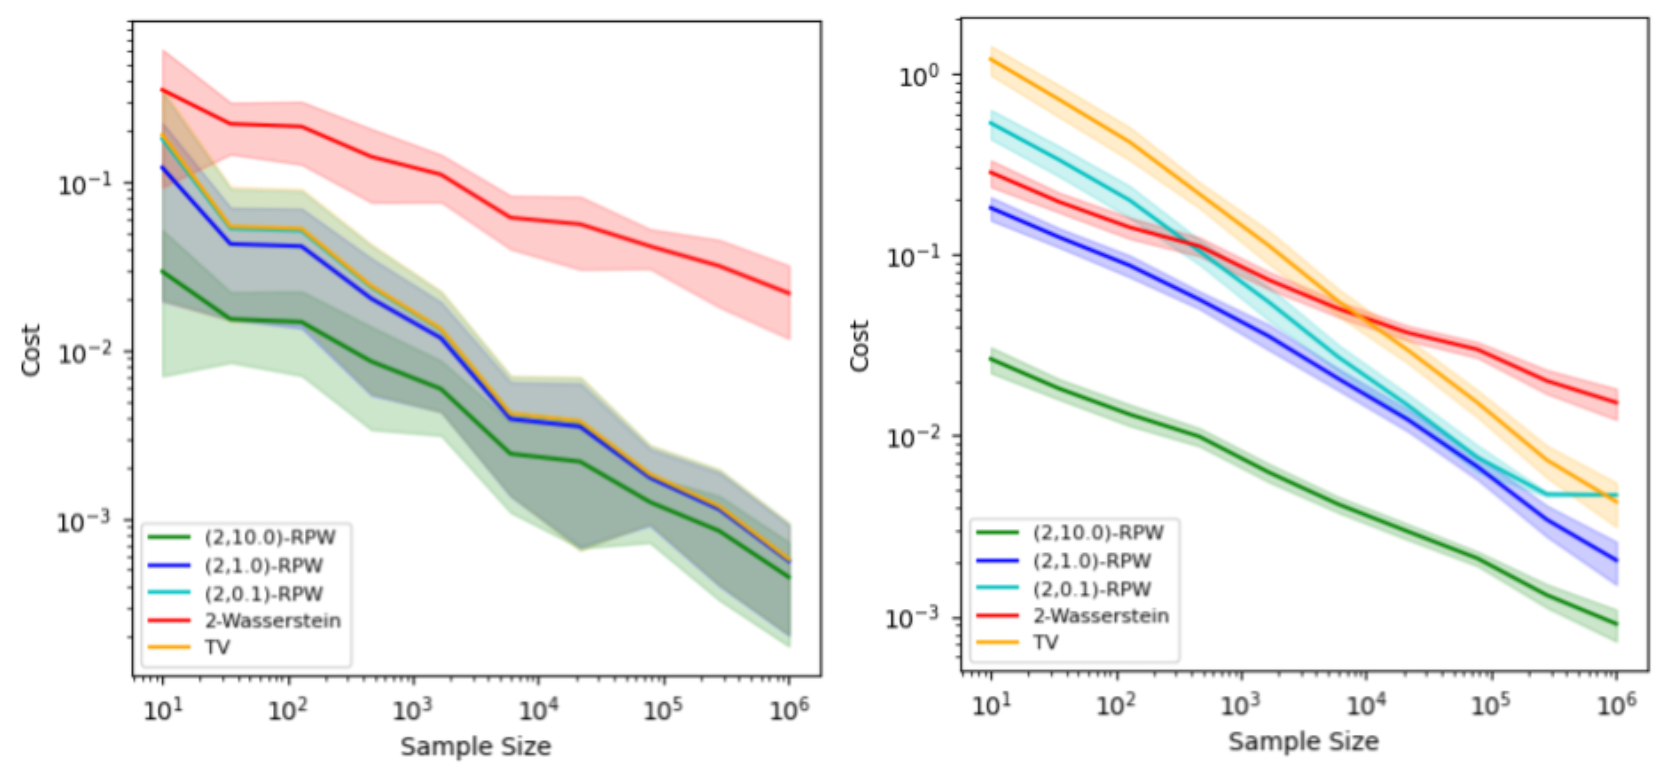 Cost
10⁻¹
10⁻²
10⁻³
(2,10.0)-RPW
(2,1.0)-RPW
(2,0.1)-RPW
2-Wasserstein
TV
10¹ 10² 10³ 10⁴ 10⁵ 10⁶
Sample Size
Cost
10⁰
10⁻¹
10⁻²
10⁻³
(2,10.0)-RPW
(2,1.0)-RPW
(2,0.1)-RPW
2-Wasserstein
TV
10¹ 10² 10³ 10⁴ 10⁵ 10⁶
Sample Size